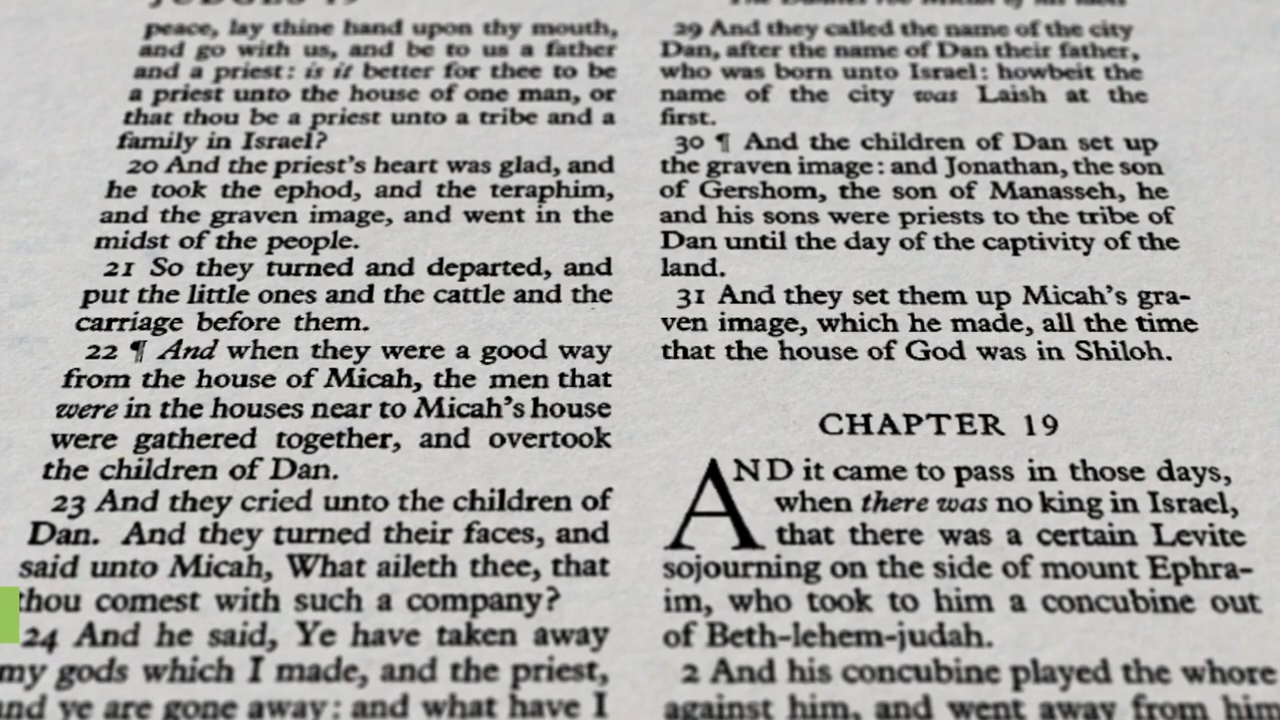 JUDGES 19
peace, lay thine hand upon thy mouth,
and go with us, and be to us a father
and a priest: is it better for thee to be
a priest unto the house of one man, or
that thou be a priest unto a tribe and a
family in Israel?
20 And the priest's heart was glad, and
he took the ephod, and the teraphim,
and the graven image, and went in the
midst of the people.
21 So they turned and departed, and
put the little ones and the cattle and the
carriage before them.
22 ¶ And when they were a good way
from the house of Micah, the men that
were in the houses near to Micah's house
were gathered together, and overtook
the children of Dan.
23 And they cried unto the children of
Dan. And they turned their faces, and
said unto Micah, What aileth thee, that
thou comest with such a company?
24 And he said, Ye have taken away
my gods which I made, and the priest,
and ye are gone away: and what have I
29 And they called the name of the city
Dan, after the name of Dan their father,
who was born unto Israel: howbeit the
name of the city was Laish at the
first.
30 ¶ And the children of Dan set up
the graven image: and Jonathan, the son
of Gershom, the son of Manasseh, he
and his sons were priests to the tribe of
Dan until the day of the captivity of the
land.
31 And they set them up Micah's gra-
ven image, which he made, all the time
that the house of God was in Shiloh.
CHAPTER 19
AND it came to pass in those days,
when there was no king in Israel,
that there was a certain Levite
sojourning on the side of mount Ephra-
im, who took to him a concubine out
of Beth-lehem-judah.
2 And his concubine played the whore
against him, and went away from him